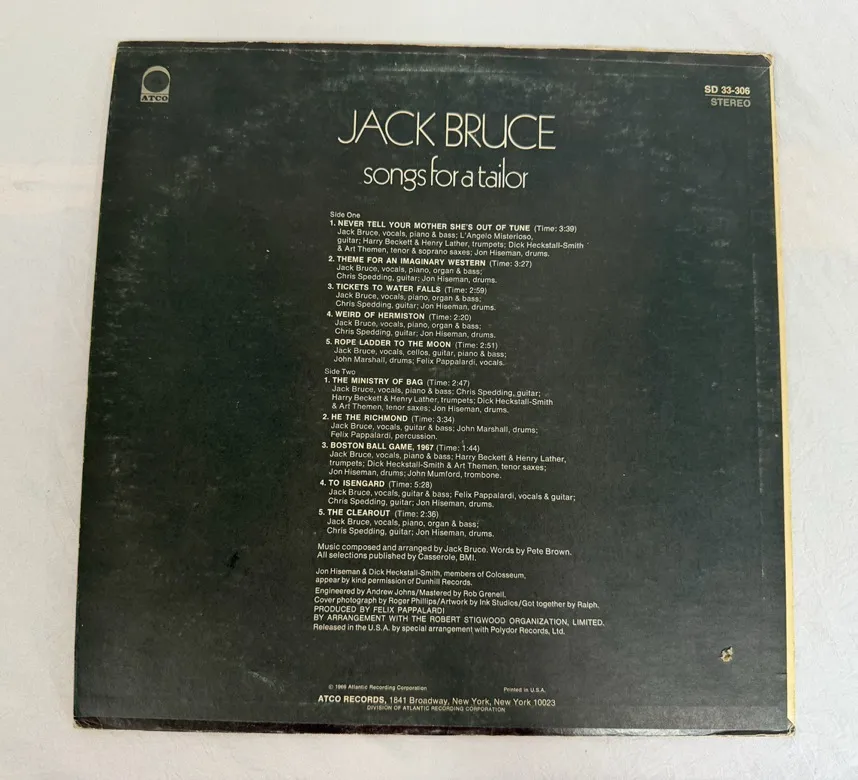 ATCO
SD 33-306
STEREO
JACK BRUCE
songs for a tailor
Side One
1. NEVER TELL YOUR MOTHER SHE'S OUT OF TUNE (Time: 3:39)
Jack Bruce, vocals, piano & bass; L'Angelo Misterioso,
guitar; Harry Beckett & Henry Lather, trumpets; Dick Heckstall-Smith
& Art Themen, tenor & soprano saxes; Jon Hiseman, drums.
2. THEME FOR AN IMAGINARY WESTERN (Time: 3:27)
Jack Bruce, vocals, piano, organ & bass;
Chris Spedding, guitar; Jon Hiseman, drums.
3. TICKETS TO WATER FALLS (Time: 2:59)
Jack Bruce, vocals, piano, organ & bass;
Chris Spedding, guitar; Jon Hiseman, drums.
4. WEIRD OF HERMISTON (Time: 2:20)
Jack Bruce, vocals, piano, organ & bass;
Chris Spedding, guitar; Jon Hiseman, drums.
5. ROPE LADDER TO THE MOON (Time: 2:51)
Jack Bruce, vocals, cellos, guitar, piano & bass;
John Marshall, drums; Felix Pappalardi, vocals.
Side Two
1. THE MINISTRY OF BAG (Time: 2:47)
Jack Bruce, vocals, piano & bass; Chris Spedding, guitar;
Harry Beckett & Henry Lather, trumpets; Dick Heckstall-Smith
& Art Themen, tenor saxes; Jon Hiseman, drums.
2. HE THE RICHMOND (Time: 3:34)
Jack Bruce, vocals, guitar & bass; John Marshall, drums;
Felix Pappalardi, percussion.
3. BOSTON BALL GAME, 1967 (Time: 1:44)
Jack Bruce, vocals, piano & bass; Harry Beckett & Henry Lather,
trumpets; Dick Heckstall-Smith & Art Themen, tenor saxes;
Jon Hiseman, drums; John Mumford, trombone.
4. TO ISENGARD (Time: 5:28)
Jack Bruce, vocals, guitar & bass; Felix Pappalardi, vocals & guitar;
Chris Spedding, guitar; Jon Hiseman, drums.
5. THE CLEAROUT (Time: 2:36)
Jack Bruce, vocals, piano, organ & bass;
Chris Spedding, guitar; Jon Hiseman, drums.
Music composed and arranged by Jack Bruce. Words by Pete Brown.
All selections published by Casserole, BMI.
Jon Hiseman & Dick Heckstall-Smith, members of Colosseum,
appear by kind permission of Dunhill Records.
Engineered by Andrew Johns/Mastered by Rob Grenell.
Cover photograph by Roger Phillips/Artwork by Ink Studios/Got together by Ralph.
PRODUCED BY FELIX PAPPALARDI
BY ARRANGEMENT WITH THE ROBERT STIGWOOD ORGANIZATION, LIMITED.
Released in the U.S.A. by special arrangement with Polydor Records, Ltd.
© 1969 Atlantic Recording Corporation
Printed in U.S.A.
ATCO RECORDS, 1841 Broadway, New York, New York 10023
DIVISION OF ATLANTIC RECORDING CORPORATION